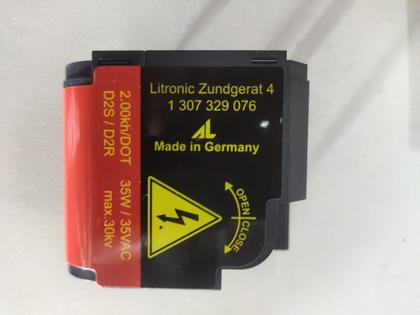 Litronic Zundgerat 4
1 307 329 076
AL
Made in Germany
2.00kh/DOT 35W / 35VAC
D2S / D2R max.30kv
OPEN CLOSE